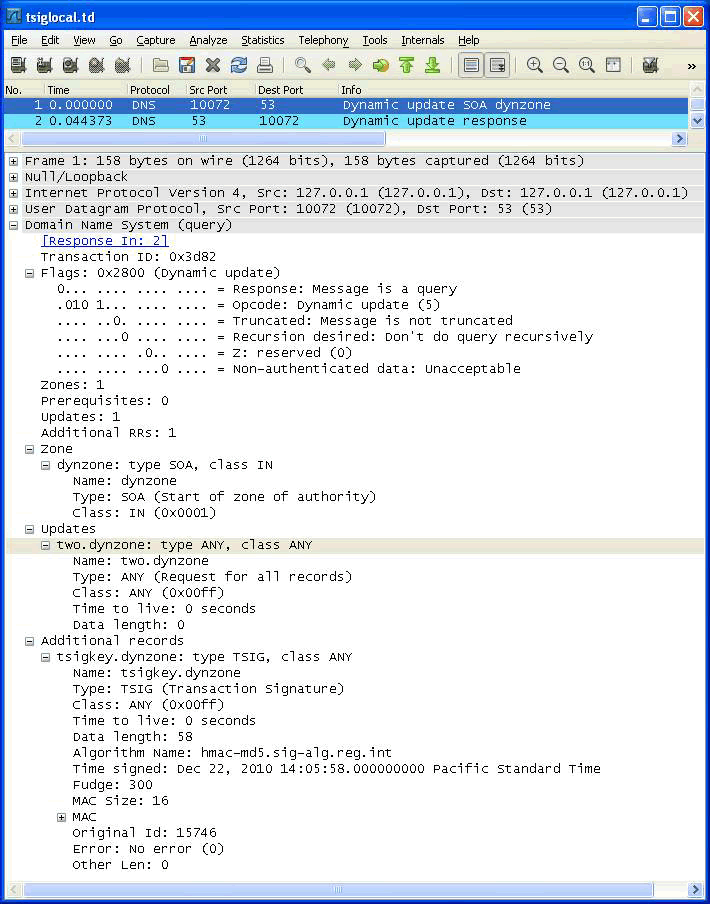 tsiglocal.td
File Edit View Go Capture Analyze Statistics Telephony Tools Internals Help
No. Time Protocol Src Port Dest Port Info
1 0.000000 DNS 10072 53 Dynamic update SOA dynzone
2 0.044373 DNS 53 10072 Dynamic update response
Frame 1: 158 bytes on wire (1264 bits), 158 bytes captured (1264 bits)
Null/Loopback
Internet Protocol Version 4, Src: 127.0.0.1 (127.0.0.1), Dst: 127.0.0.1 (127.0.0.1)
User Datagram Protocol, Src Port: 10072 (10072), Dst Port: 53 (53)
Domain Name System (query)
[Response In: 2]
Transaction ID: 0x3d82
Flags: 0x2800 (Dynamic update)
0... .... .... .... = Response: Message is a query
.010 1... .... .... = Opcode: Dynamic update (5)
.... ..0. .... .... = Truncated: Message is not truncated
.... ...0 .... .... = Recursion desired: Don't do query recursively
.... .... .0.. .... = Z: reserved (0)
.... .... ...0 .... = Non-authenticated data: Unacceptable
Zones: 1
Prerequisites: 0
Updates: 1
Additional RRs: 1
Zone
dynzone: type SOA, class IN
Name: dynzone
Type: SOA (Start of zone of authority)
Class: IN (0x0001)
Updates
two.dynzone: type ANY, class ANY
Name: two.dynzone
Type: ANY (Request for all records)
Class: ANY (0x00ff)
Time to live: 0 seconds
Data length: 0
Additional records
tsigkey.dynzone: type TSIG, class ANY
Name: tsigkey.dynzone
Type: TSIG (Transaction Signature)
Class: ANY (0x00ff)
Time to live: 0 seconds
Data length: 58
Algorithm Name: hmac-md5.sig-alg.reg.int
Time signed: Dec 22, 2010 14:05:58.000000000 Pacific Standard Time
Fudge: 300
MAC Size: 16
MAC
Original Id: 15746
Error: No error (0)
Other Len: 0